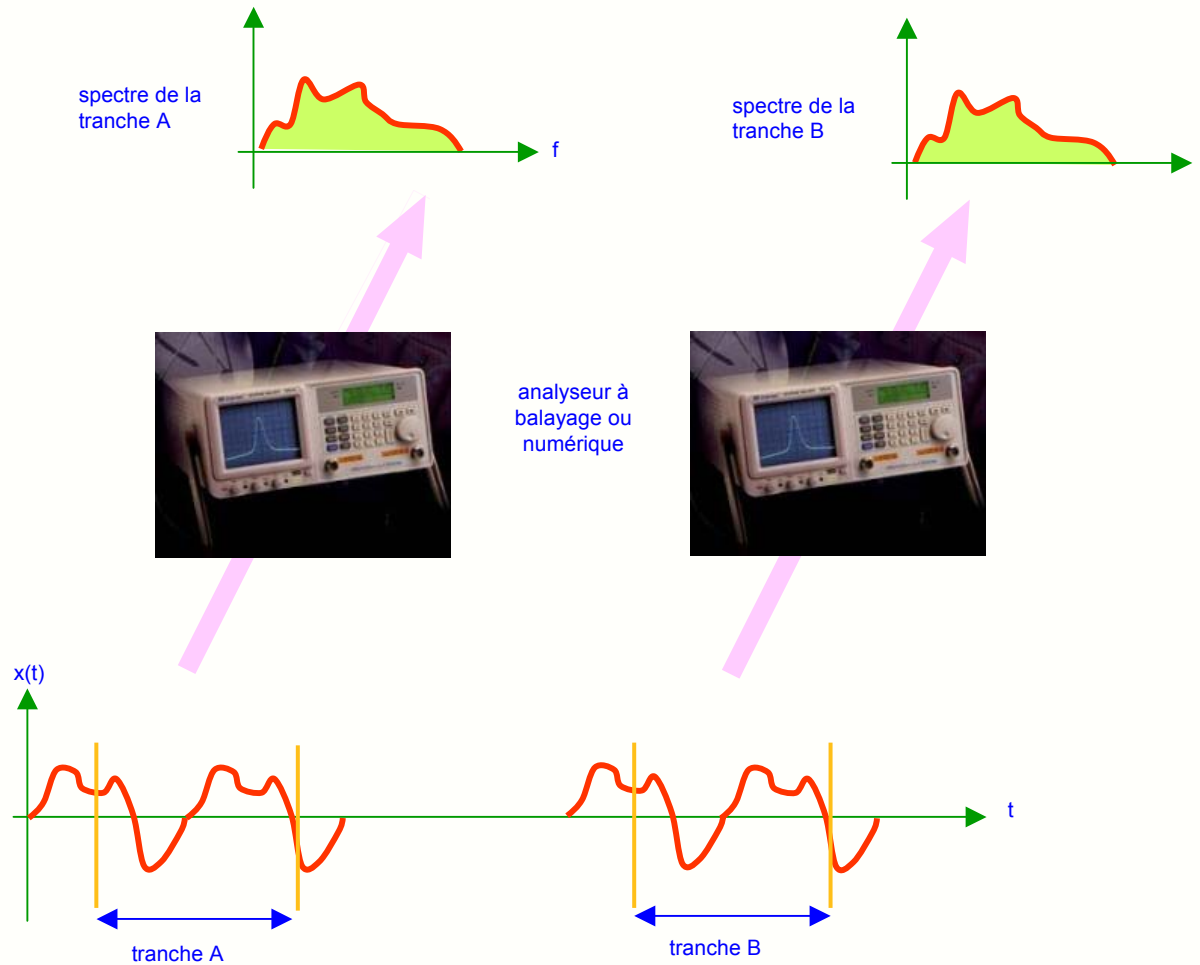 spectre de la
tranche A
f
spectre de la
tranche B
analyseur à
balayage ou
numérique
x(t)
t
tranche A
tranche B